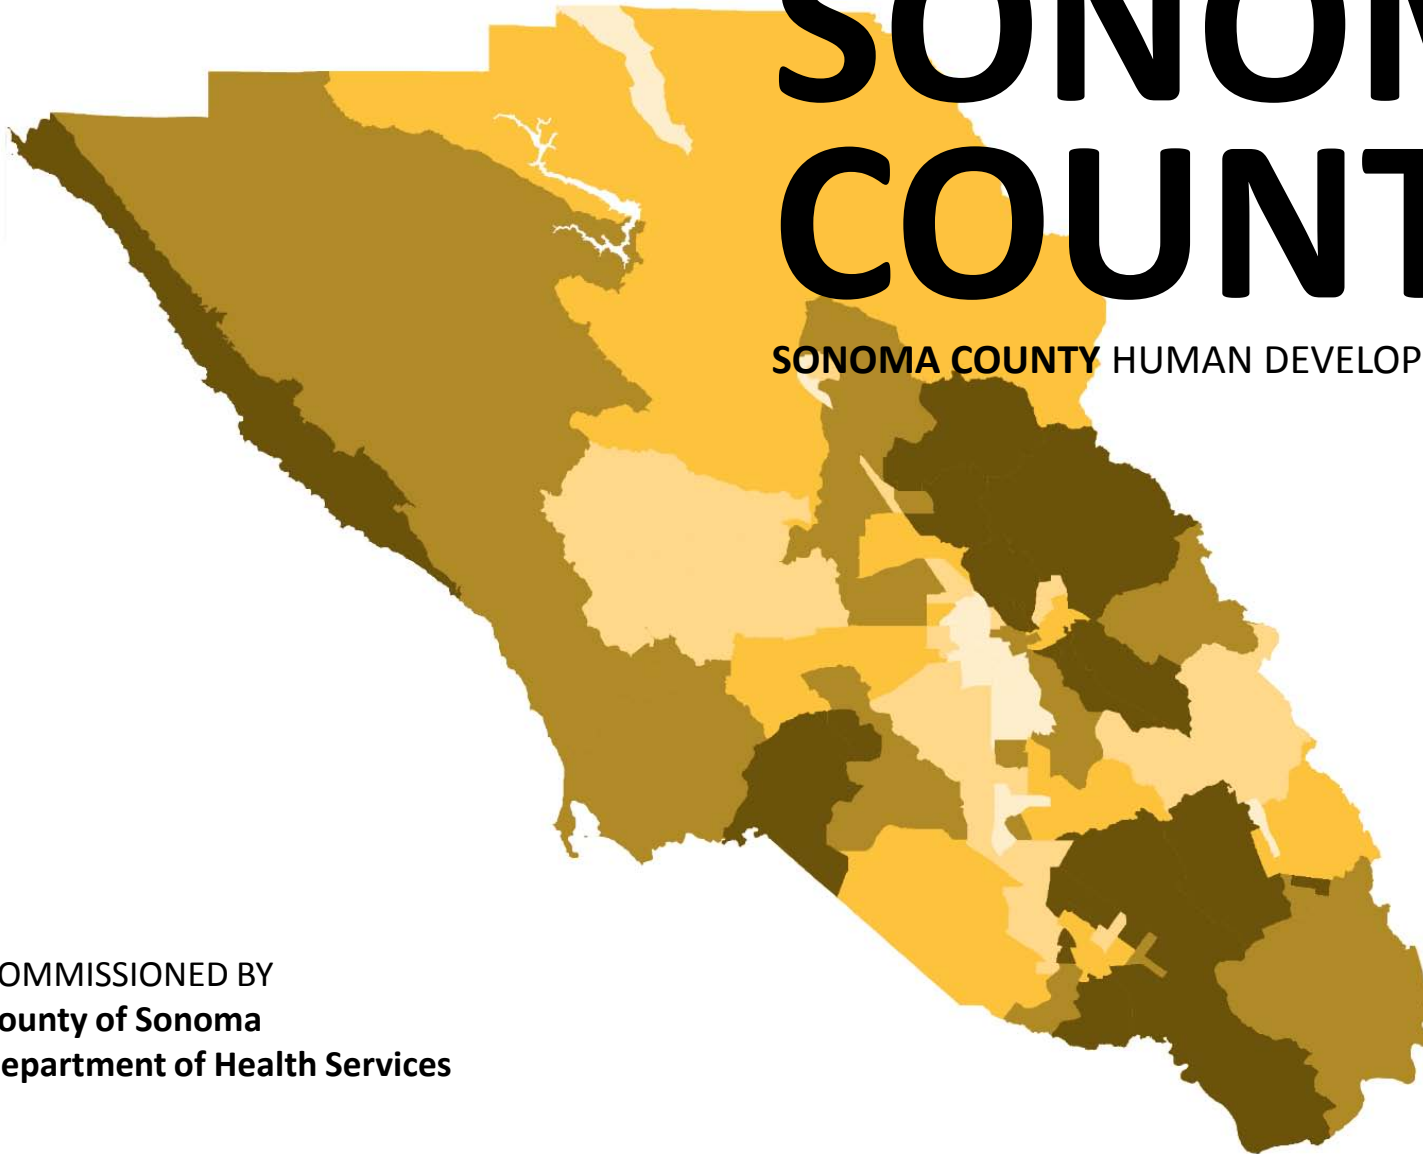 SONOM
COUNT
SONOMA COUNTY HUMAN DEVELOP
OMMISSIONED BY
ounty of Sonoma
epartment of Health Services